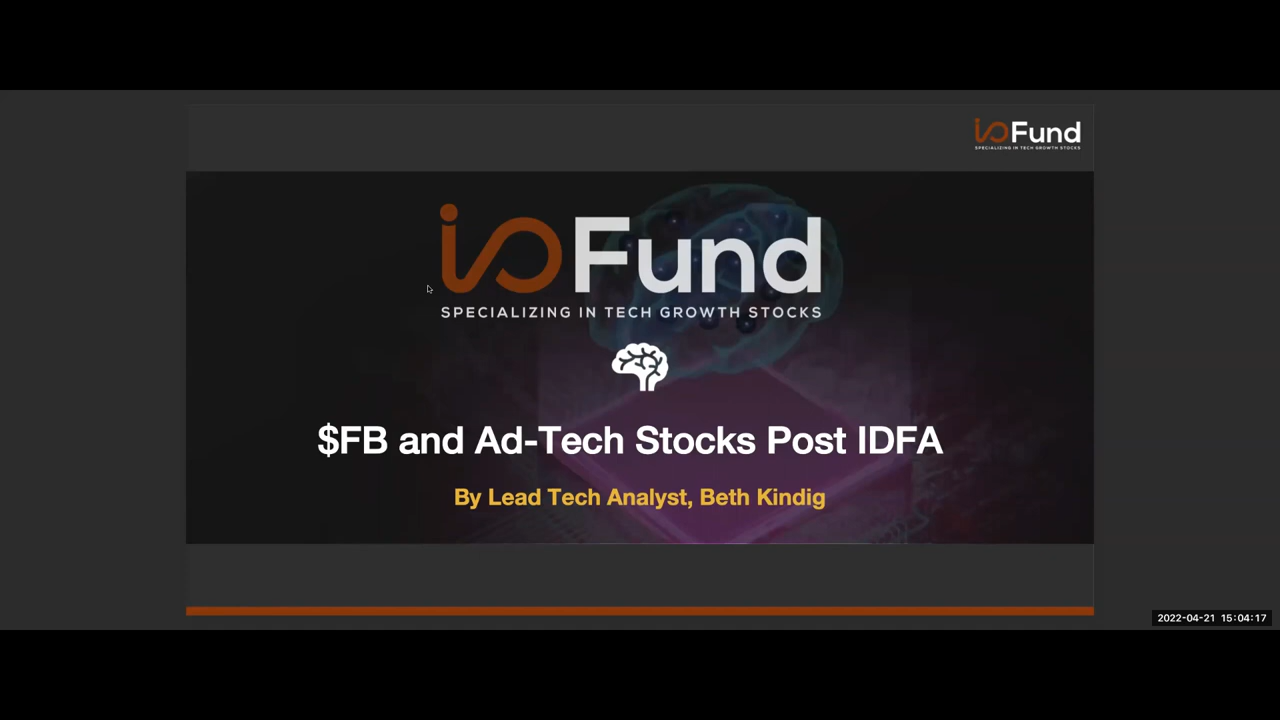 ioFund
SPECIALIZING IN TECH GROWTH STOCKS
ioFund
SPECIALIZING IN TECH GROWTH STOCKS
$FB and Ad-Tech Stocks Post IDFA
By Lead Tech Analyst, Beth Kindig
2022-04-21 15:04:17